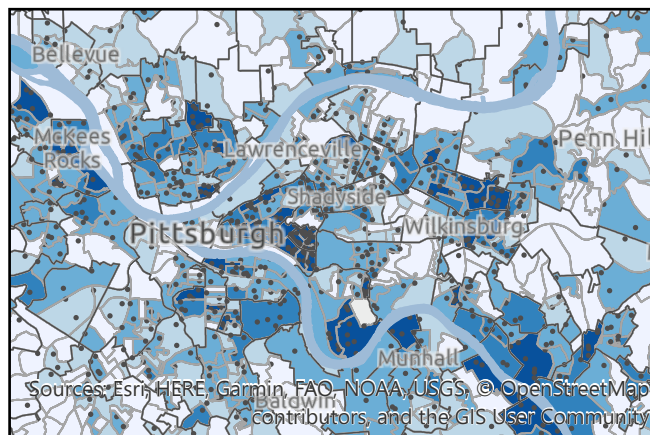 Bellevue
McKees
Rocks
Lawrenceville
Penn Hil
Shadyside
Pittsburgh
Wilkinsburg
Munhall
Baldwin
Sources: Esri, HERE, Garmin, FAO, NOAA, USGS, © OpenStreetMap
contributors, and the GIS User Community